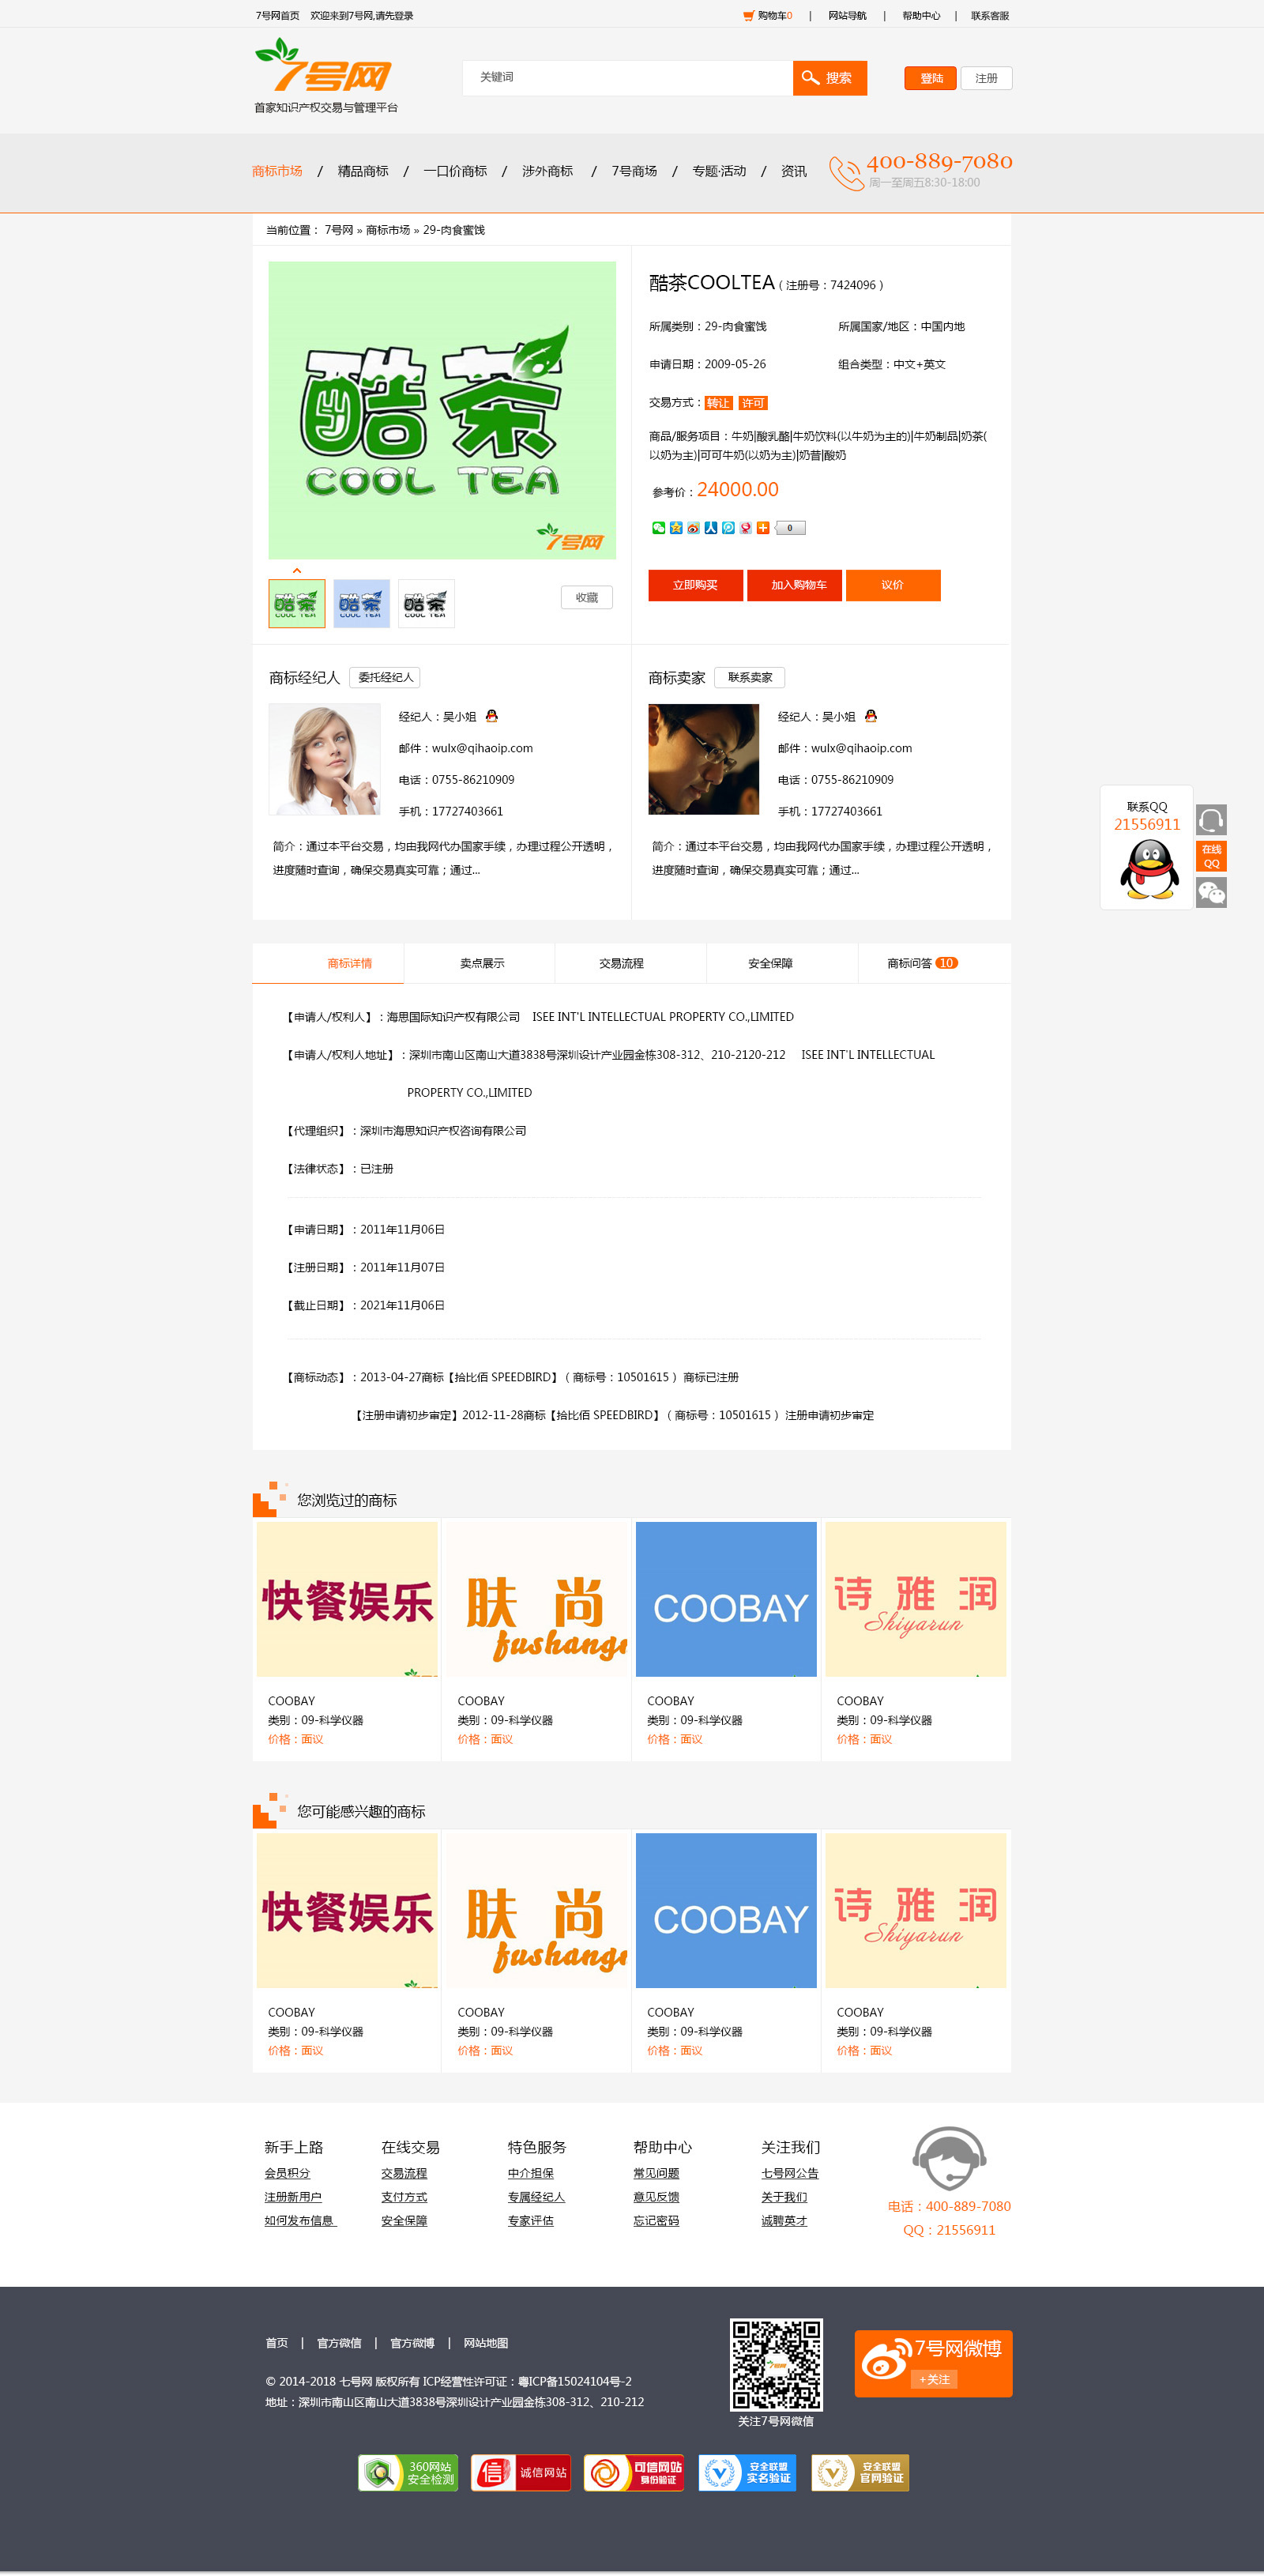 7号网首页 欢迎来到7号网,请先登录
购物车0 | 网站导航 | 帮助中心 | 联系客服
7号网
首家知识产权交易与管理平台
关键词
搜索
登陆
注册
商标市场 / 精品商标 / 一口价商标 / 涉外商标 / 7号商场 / 专题·活动 / 资讯
400-889-7080
周一至周五8:30-18:00
当前位置： 7号网 » 商标市场 » 29-肉食蜜饯
酷茶
COOL TEA
7号网
酷茶 COOL TEA
酷茶 COOL TEA
酷茶 COOL TEA
收藏
酷茶COOLTEA（注册号：7424096）
所属类别：29-肉食蜜饯
所属国家/地区：中国内地
申请日期：2009-05-26
组合类型：中文+英文
交易方式：转让 许可
商品/服务项目：牛奶|酸乳酪|牛奶饮料(以牛奶为主的)|牛奶制品|奶茶(
以奶为主)|可可牛奶(以奶为主)|奶昔|酸奶
参考价：24000.00
0
立即购买
加入购物车
议价
商标经纪人
委托经纪人
经纪人：吴小姐
邮件：wulx@qihaoip.com
电话：0755-86210909
手机：17727403661
简介：通过本平台交易，均由我网代办国家手续，办理过程公开透明，
进度随时查询，确保交易真实可靠；通过...
商标卖家
联系卖家
经纪人：吴小姐
邮件：wulx@qihaoip.com
电话：0755-86210909
手机：17727403661
简介：通过本平台交易，均由我网代办国家手续，办理过程公开透明，
进度随时查询，确保交易真实可靠；通过...
联系QQ
21556911
在线
QQ
商标详情
卖点展示
交易流程
安全保障
商标问答 10
【申请人/权利人】：海思国际知识产权有限公司 ISEE INT'L INTELLECTUAL PROPERTY CO.,LIMITED
【申请人/权利人地址】：深圳市南山区南山大道3838号深圳设计产业园金栋308-312、210-2120-212 ISEE INT'L INTELLECTUAL
PROPERTY CO.,LIMITED
【代理组织】：深圳市海思知识产权咨询有限公司
【法律状态】：已注册
【申请日期】：2011年11月06日
【注册日期】：2011年11月07日
【截止日期】：2021年11月06日
【商标动态】：2013-04-27商标【拾比佰 SPEEDBIRD】（商标号：10501615） 商标已注册
【注册申请初步审定】2012-11-28商标【拾比佰 SPEEDBIRD】（商标号：10501615） 注册申请初步审定
您浏览过的商标
快餐娱乐
肤尚
fushang
COOBAY
诗雅润
Shiyarun
COOBAY
类别：09-科学仪器
价格：面议
COOBAY
类别：09-科学仪器
价格：面议
COOBAY
类别：09-科学仪器
价格：面议
COOBAY
类别：09-科学仪器
价格：面议
您可能感兴趣的商标
快餐娱乐
肤尚
fushang
COOBAY
诗雅润
Shiyarun
COOBAY
类别：09-科学仪器
价格：面议
COOBAY
类别：09-科学仪器
价格：面议
COOBAY
类别：09-科学仪器
价格：面议
COOBAY
类别：09-科学仪器
价格：面议
新手上路
会员积分
注册新用户
如何发布信息
在线交易
交易流程
支付方式
安全保障
特色服务
中介担保
专属经纪人
专家评估
帮助中心
常见问题
意见反馈
忘记密码
关注我们
七号网公告
关于我们
诚聘英才
电话：400-889-7080
QQ：21556911
首页 | 官方微信 | 官方微博 | 网站地图
© 2014-2018 七号网 版权所有 ICP经营性许可证：粤ICP备15024104号-2
地址：深圳市南山区南山大道3838号深圳设计产业园金栋308-312、210-212
7号网
关注7号网微信
7号网微博
+关注
360网站
安全检测
信 诚信网站
可信网站
身份验证
安全联盟
实名验证
安全联盟
官网验证